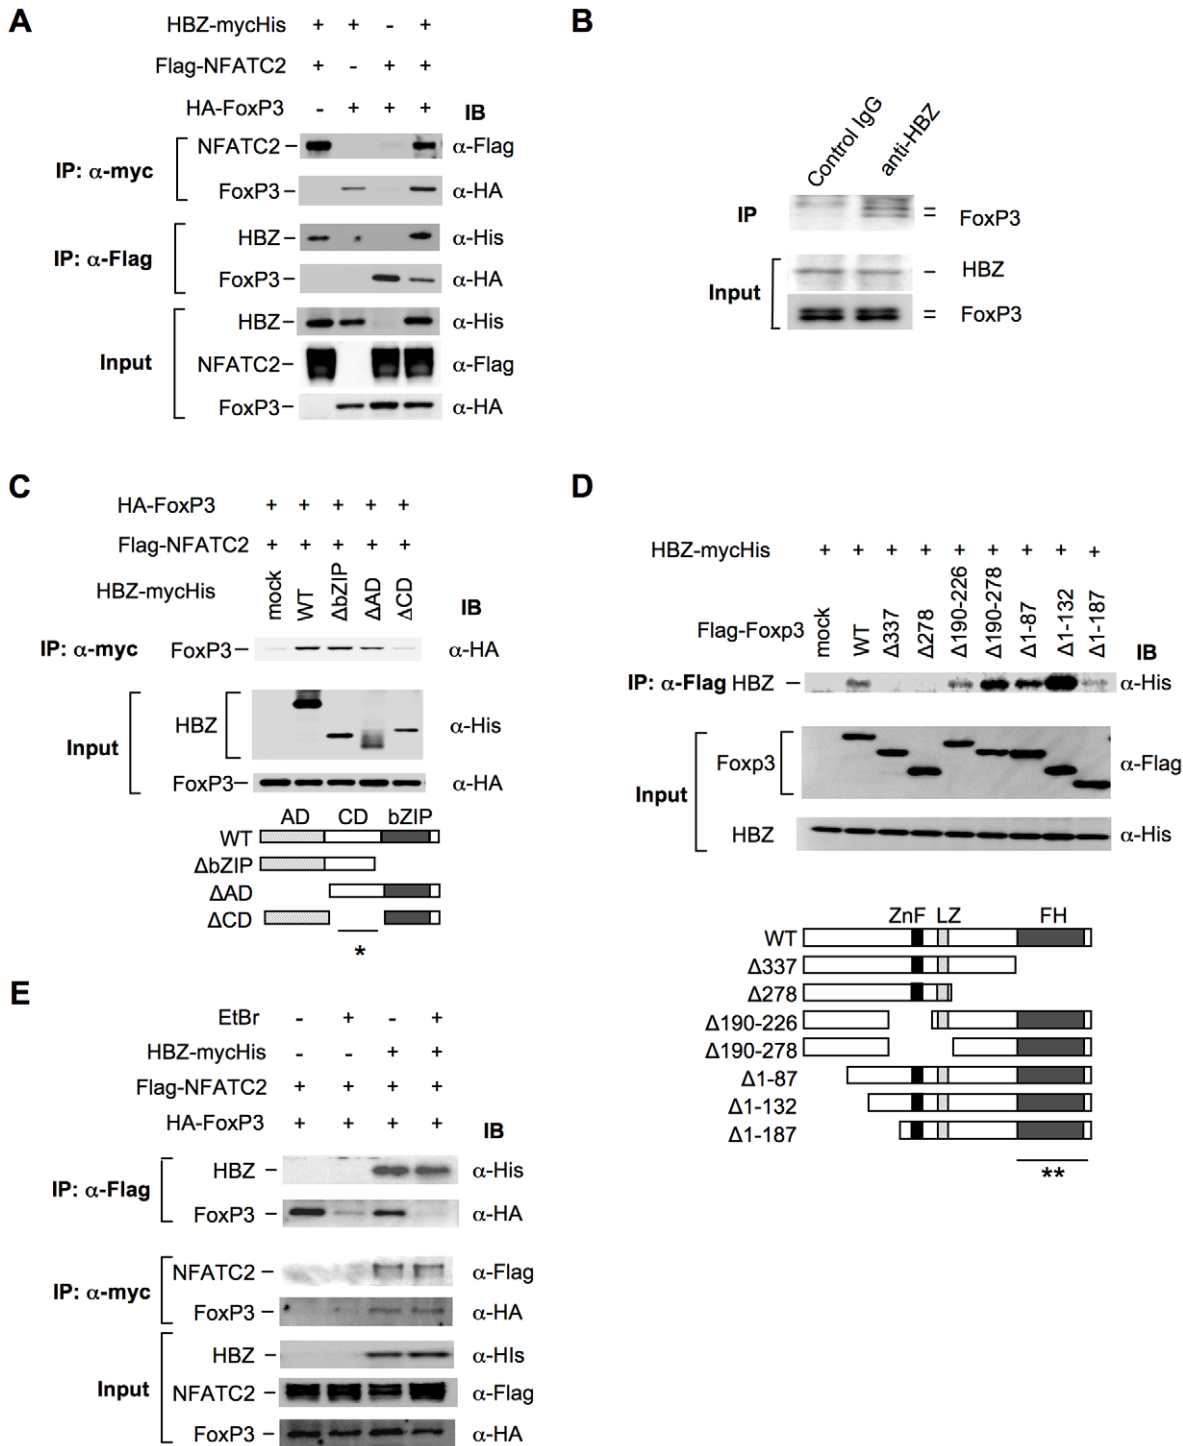 A
HBZ-mycHis + + - +
Flag-NFATC2 + - + +
HA-FoxP3 - + + +
IB
IP: α-myc
NFATC2 α-Flag
FoxP3 α-HA
IP: α-Flag
HBZ α-His
FoxP3 α-HA
Input
HBZ α-His
NFATC2 α-Flag
FoxP3 α-HA
B
Control IgG
anti-HBZ
IP
FoxP3
Input
HBZ
FoxP3
C
HA-FoxP3 + + + + +
Flag-NFATC2 + + + + +
HBZ-mycHis mock WT ΔbZIP ΔAD ΔCD
IB
IP: α-myc FoxP3 α-HA
Input
HBZ α-His
FoxP3 α-HA
AD CD bZIP
WT
ΔbZIP
ΔAD
ΔCD
*
D
HBZ-mycHis + + + + + + + + +
Flag-Foxp3 mock WT Δ337 Δ278 Δ190-226 Δ190-278 Δ1-87 Δ1-132 Δ1-187
IB
IP: α-Flag HBZ α-His
Input
Foxp3 α-Flag
HBZ α-His
ZnF LZ FH
WT
Δ337
Δ278
Δ190-226
Δ190-278
Δ1-87
Δ1-132
Δ1-187
**
E
EtBr - + - +
HBZ-mycHis - - + +
Flag-NFATC2 + + + +
HA-FoxP3 + + + +
IB
IP: α-Flag
HBZ α-His
FoxP3 α-HA
IP: α-myc
NFATC2 α-Flag
FoxP3 α-HA
Input
HBZ α-HIs
NFATC2 α-Flag
FoxP3 α-HA